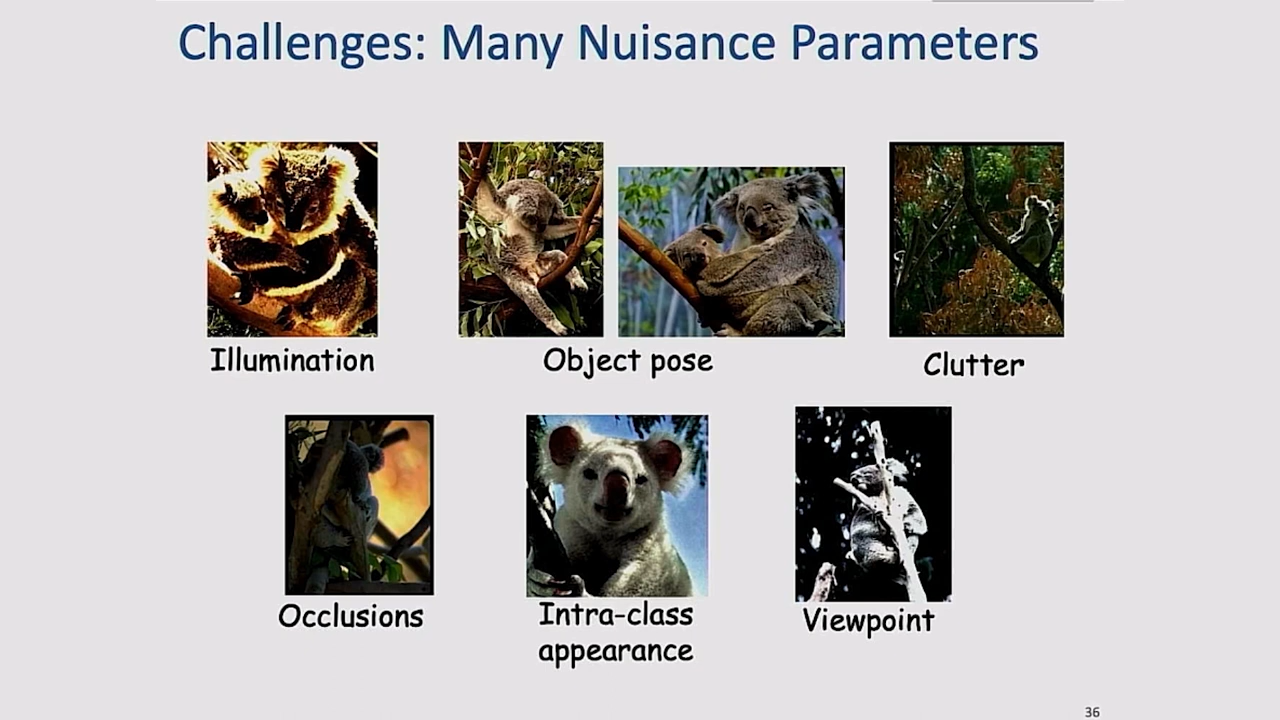 Challenges: Many Nuisance Parameters
Illumination
Object pose
Clutter
Occlusions
Intra-class
appearance
Viewpoint
36